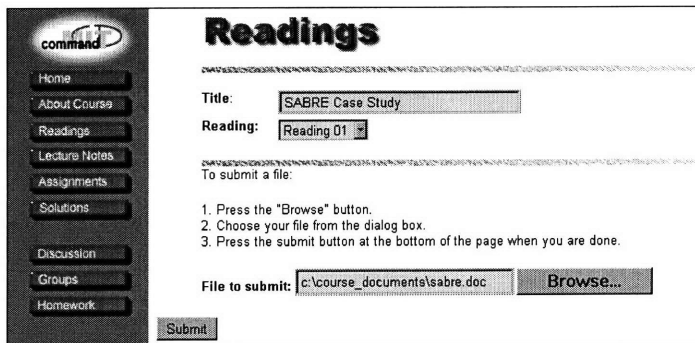 command
Home
About Course
Readings
Lecture Notes
Assignments
Solutions
Discussion
Groups
Homework
Readings
Title: SABRE Case Study
Reading: Reading 01
To submit a file:
1. Press the "Browse" button.
2. Choose your file from the dialog box.
3. Press the submit button at the bottom of the page when you are done.
File to submit: c:\course_documents\sabre.doc Browse...
Submit